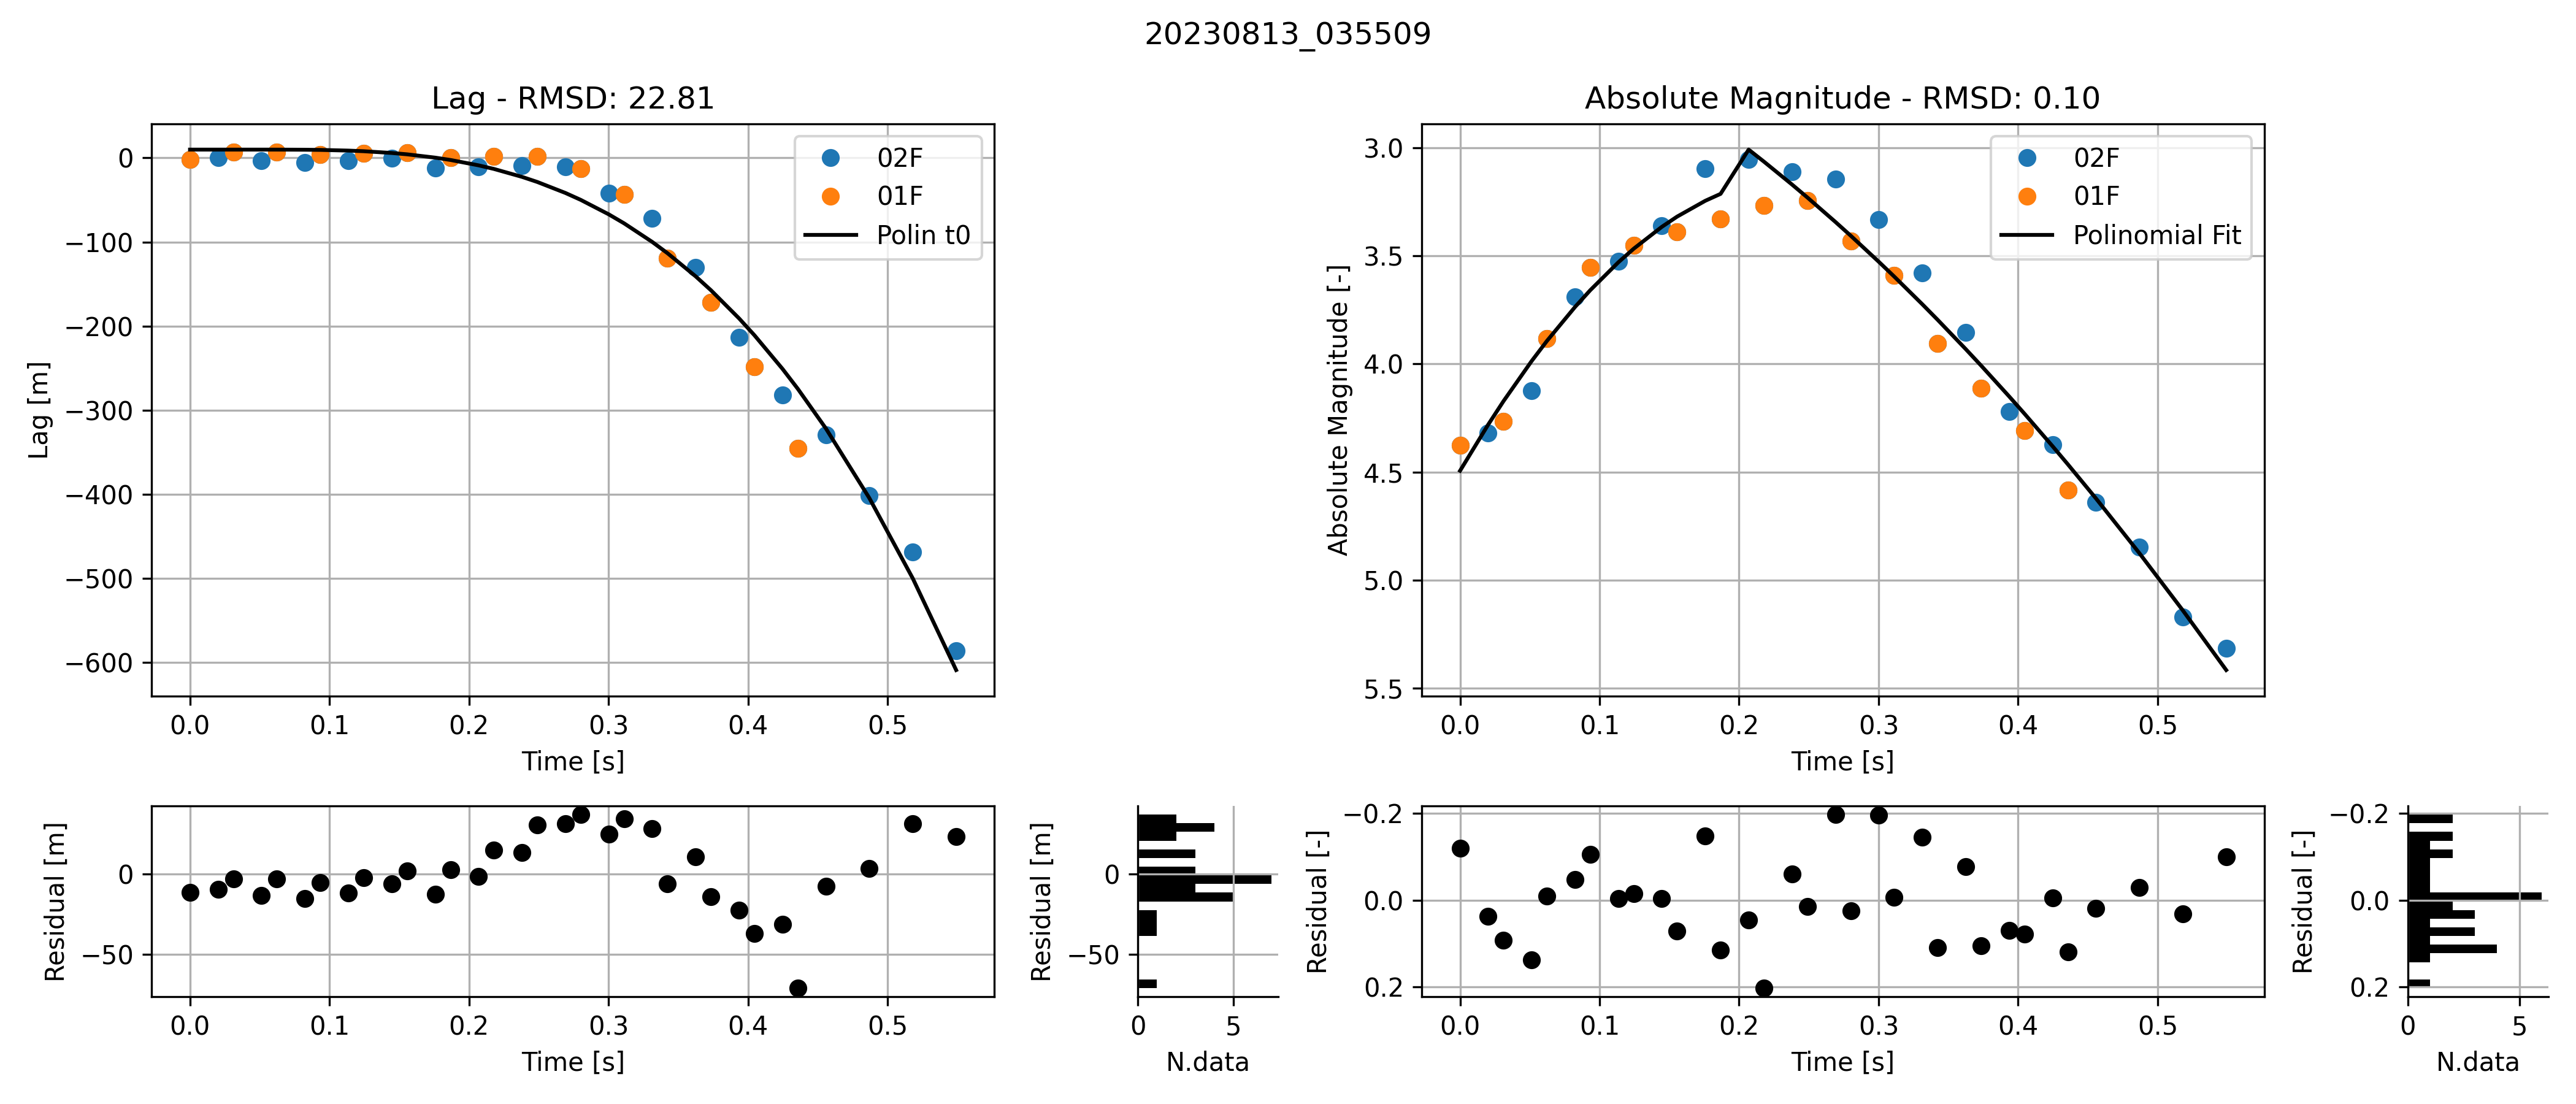 20230813_035509
Lag - RMSD: 22.81
02F
01F
Polin t0
0
−100
−200
−300
−400
−500
−600
Lag [m]
0.0 0.1 0.2 0.3 0.4 0.5
Time [s]
Absolute Magnitude - RMSD: 0.10
02F
01F
Polinomial Fit
3.0
3.5
4.0
4.5
5.0
5.5
Absolute Magnitude [-]
0.0 0.1 0.2 0.3 0.4 0.5
Time [s]
0
−50
Residual [m]
0.0 0.1 0.2 0.3 0.4 0.5
Time [s]
0
−50
Residual [m]
0 5
N.data
−0.2
0.0
0.2
Residual [-]
0.0 0.1 0.2 0.3 0.4 0.5
Time [s]
−0.2
0.0
0.2
Residual [-]
0 5
N.data